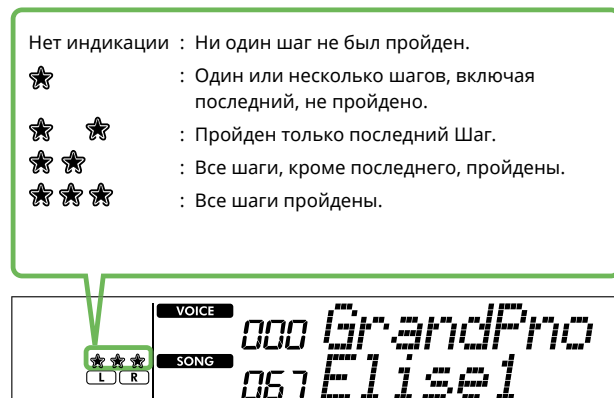 Нет индикации : Ни один шаг не был пройден.
: Один или несколько шагов, включая
последний, не пройдено.
: Пройден только последний Шаг.
: Все шаги, кроме последнего, пройдены.
: Все шаги пройдены.
VOICE 000 GrandPno
SONG 067 Elise1
L R